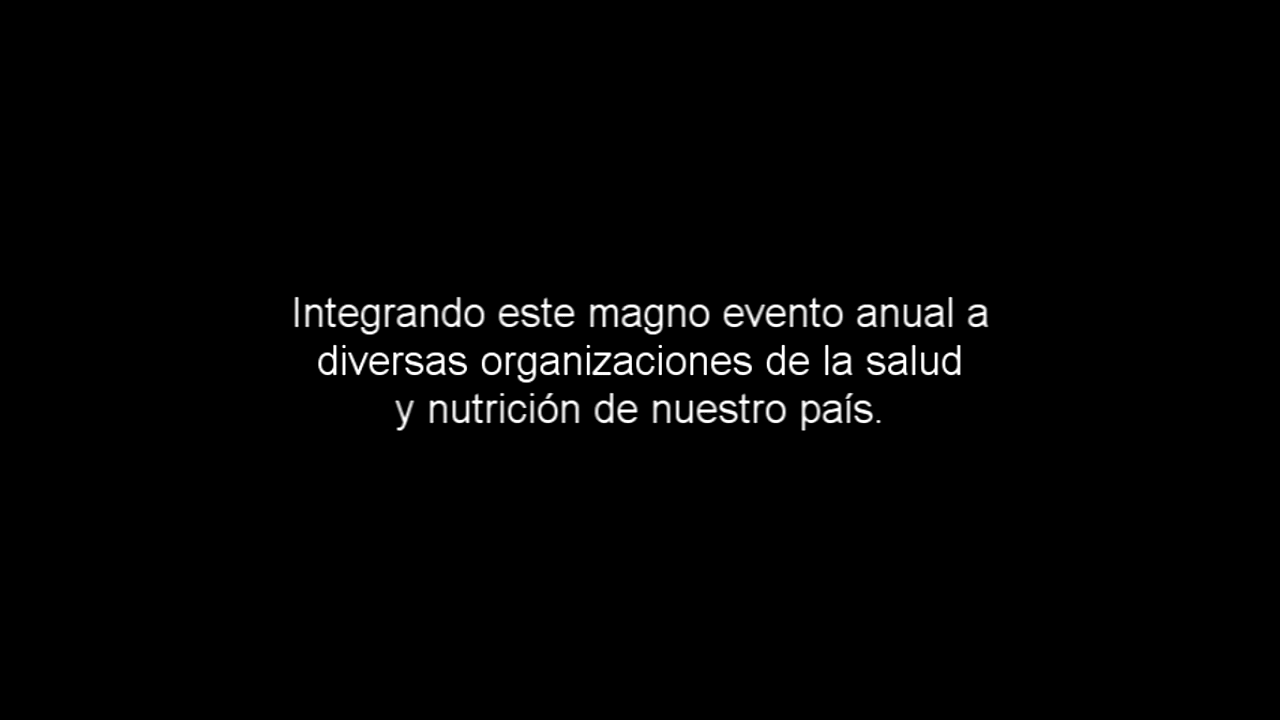 Integrando este magno evento anual a
diversas organizaciones de la salud
y nutrición de nuestro país.